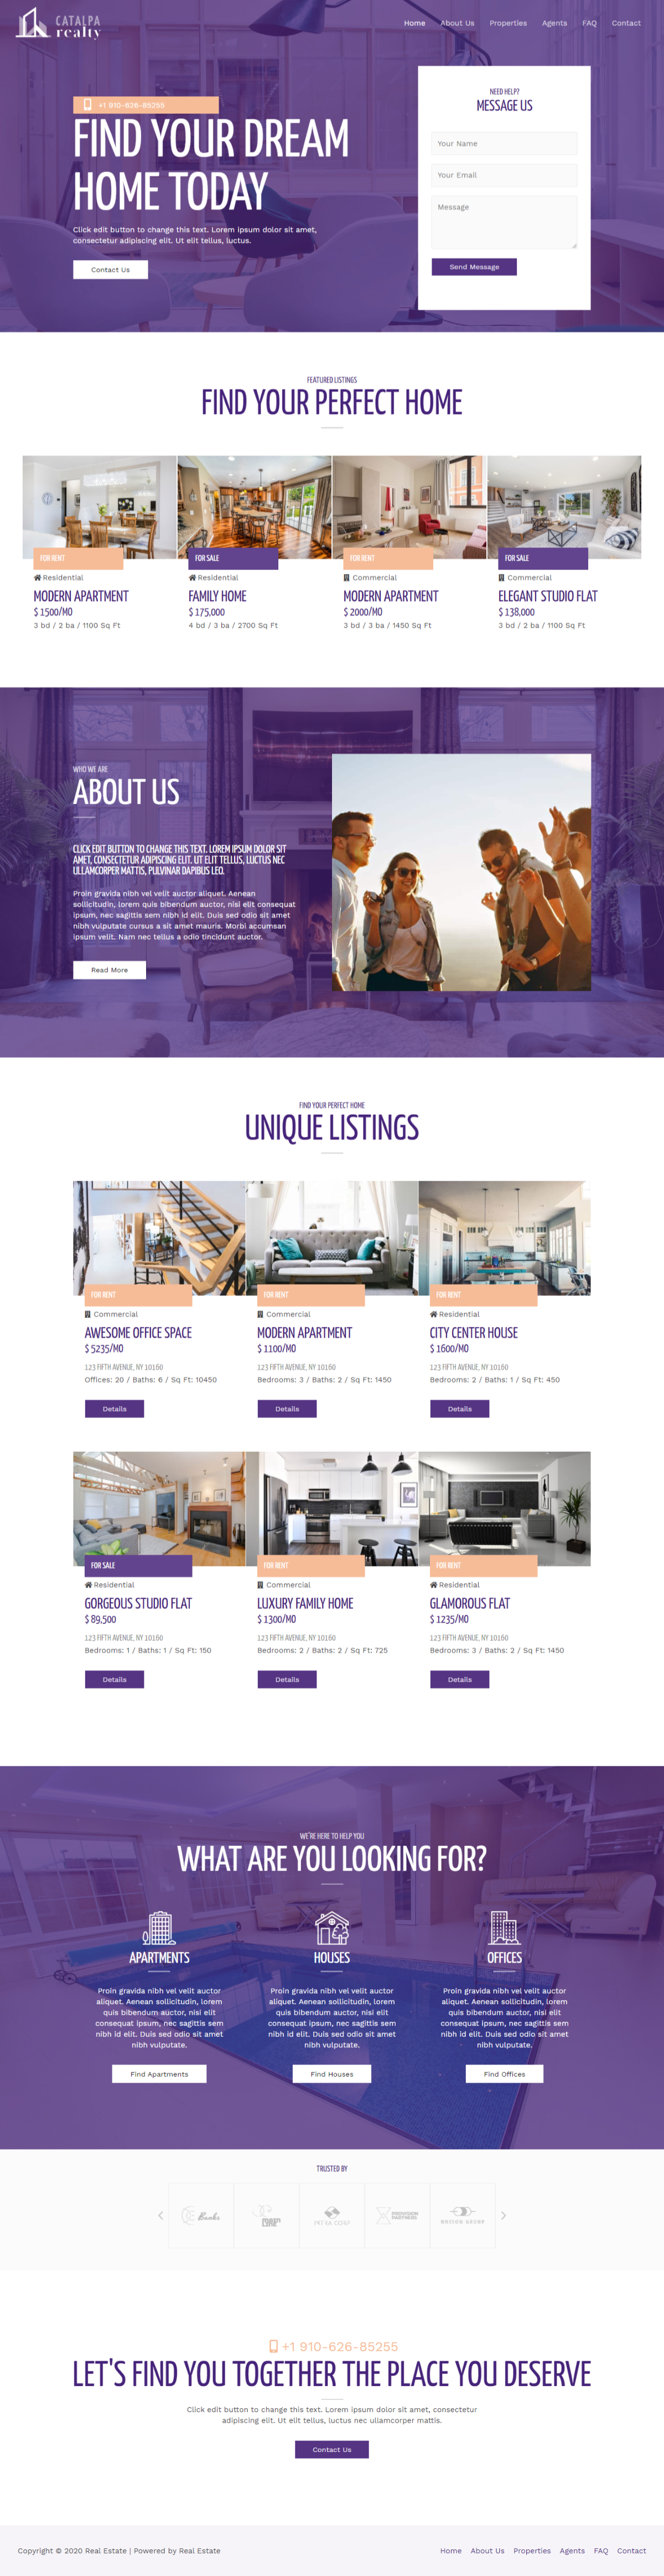 CATALPA
realty
Home About Us Properties Agents FAQ Contact
+1 910-626-85255
FIND YOUR DREAM
HOME TODAY
Click edit button to change this text. Lorem ipsum dolor sit amet,
consectetur adipiscing elit. Ut elit tellus, luctus.
Contact Us
NEED HELP?
MESSAGE US
Your Name
Your Email
Message
Send Message
FEATURED LISTINGS
FIND YOUR PERFECT HOME
FOR RENT
Residential
MODERN APARTMENT
$ 1500/MO
3 bd / 2 ba / 1100 Sq Ft
FOR SALE
Residential
FAMILY HOME
$ 175,000
4 bd / 3 ba / 2700 Sq Ft
FOR RENT
Commercial
MODERN APARTMENT
$ 2000/MO
3 bd / 3 ba / 1450 Sq Ft
FOR SALE
Commercial
ELEGANT STUDIO FLAT
$ 138,000
3 bd / 2 ba / 1100 Sq Ft
WHO WE ARE
ABOUT US
CLICK EDIT BUTTON TO CHANGE THIS TEXT. LOREM IPSUM DOLOR SIT
AMET, CONSECTETUR ADIPISCING ELIT. UT ELIT TELLUS, LUCTUS NEC
ULLAMCORPER MATTIS, PULVINAR DAPIBUS LEO.
Proin gravida nibh vel velit auctor aliquet. Aenean
sollicitudin, lorem quis bibendum auctor, nisi elit consequat
ipsum, nec sagittis sem nibh id elit. Duis sed odio sit amet
nibh vulputate cursus a sit amet mauris. Morbi accumsan
ipsum velit. Nam nec tellus a odio tincidunt auctor.
Read More
FIND YOUR PERFECT HOME
UNIQUE LISTINGS
FOR RENT
Commercial
AWESOME OFFICE SPACE
$ 5235/MO
123 FIFTH AVENUE, NY 10160
Offices: 20 / Baths: 6 / Sq Ft: 10450
Details
FOR RENT
Commercial
MODERN APARTMENT
$ 1100/MO
123 FIFTH AVENUE, NY 10160
Bedrooms: 3 / Baths: 2 / Sq Ft: 1450
Details
FOR RENT
Residential
CITY CENTER HOUSE
$ 1600/MO
123 FIFTH AVENUE, NY 10160
Bedrooms: 2 / Baths: 1 / Sq Ft: 450
Details
FOR SALE
Residential
GORGEOUS STUDIO FLAT
$ 89,500
123 FIFTH AVENUE, NY 10160
Bedrooms: 1 / Baths: 1 / Sq Ft: 150
Details
FOR RENT
Commercial
LUXURY FAMILY HOME
$ 1300/MO
123 FIFTH AVENUE, NY 10160
Bedrooms: 2 / Baths: 2 / Sq Ft: 725
Details
FOR RENT
Residential
GLAMOROUS FLAT
$ 1235/MO
123 FIFTH AVENUE, NY 10160
Bedrooms: 3 / Baths: 2 / Sq Ft: 1450
Details
WE'RE HERE TO HELP YOU
WHAT ARE YOU LOOKING FOR?
APARTMENTS
Proin gravida nibh vel velit auctor
aliquet. Aenean sollicitudin, lorem
quis bibendum auctor, nisi elit
consequat ipsum, nec sagittis sem
nibh id elit. Duis sed odio sit amet
nibh vulputate.
Find Apartments
HOUSES
Proin gravida nibh vel velit auctor
aliquet. Aenean sollicitudin, lorem
quis bibendum auctor, nisi elit
consequat ipsum, nec sagittis sem
nibh id elit. Duis sed odio sit amet
nibh vulputate.
Find Houses
OFFICES
Proin gravida nibh vel velit auctor
aliquet. Aenean sollicitudin, lorem
quis bibendum auctor, nisi elit
consequat ipsum, nec sagittis sem
nibh id elit. Duis sed odio sit amet
nibh vulputate.
Find Offices
TRUSTED BY
+1 910-626-85255
LET'S FIND YOU TOGETHER THE PLACE YOU DESERVE
Click edit button to change this text. Lorem ipsum dolor sit amet, consectetur
adipiscing elit. Ut elit tellus, luctus nec ullamcorper mattis.
Contact Us
Copyright © 2020 Real Estate | Powered by Real Estate
Home About Us Properties Agents FAQ Contact